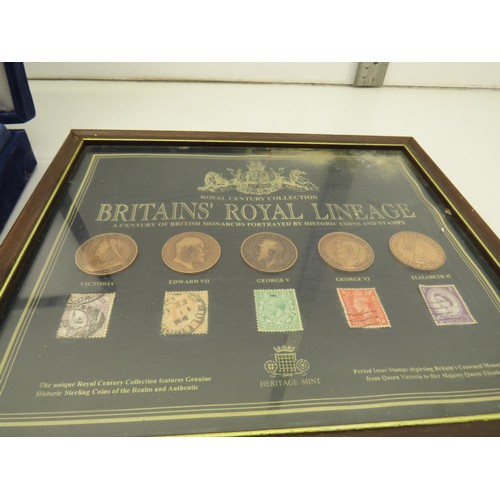 ROYAL CENTURY COLLECTION
BRITAINS' ROYAL LINEAGE
A CENTURY OF BRITISH MONARCHS PORTRAYED BY HISTORIC COINS AND STAMPS
VICTORIA
EDWARD VII
GEORGE V
GEORGE VI
ELIZABETH II
HERITAGE MINT
The unique Royal Century Collection features Genuine
Historic Sterling Coins of the Realm and Authentic
Period Issue Stamps depicting Britain's Crowned
from Queen Victoria to Her Majesty Queen